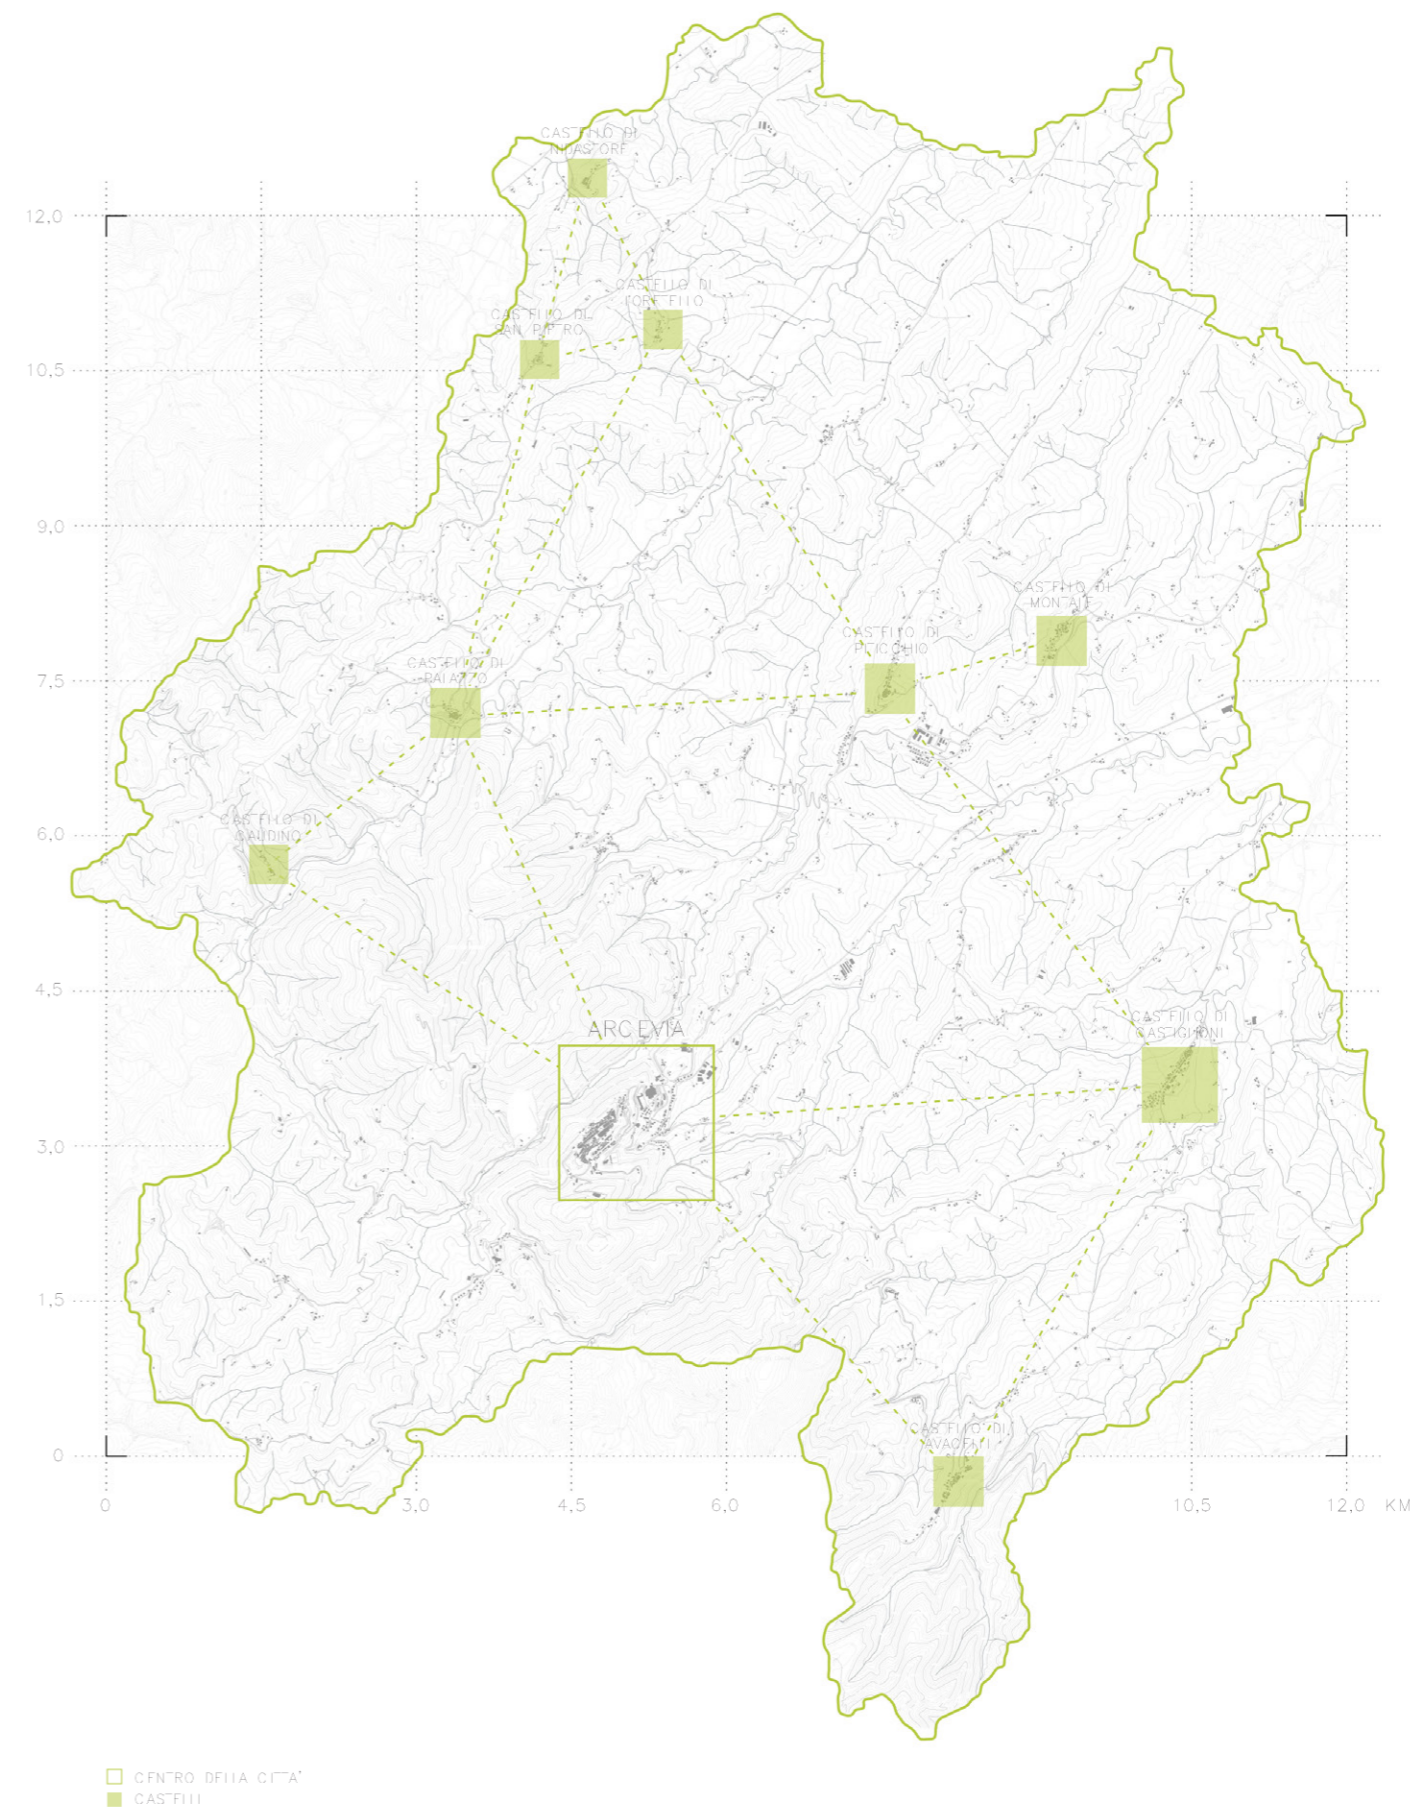 CASTELLO DI
NIDASTORE
12,0
CASTELLO DI
TORETELLO
CASTELLO DI
SAN PIETRO
10,5
9,0
CASTELLO DI
MONTALE
CASTELLO DI
PITICCHIO
CASTELLO DI
PALAZZO
7,5
CASTELLO DI
CAUDINO
6,0
4,5
CASTELLO DI
CASTIGLIONI
ARCEVIA
3,0
1,5
CASTELLO DI
AVACELLI
0
0
3,0
4,5
6,0
10,5
12,0
KM
CENTRO DELLA CITTA'
CASTELLI